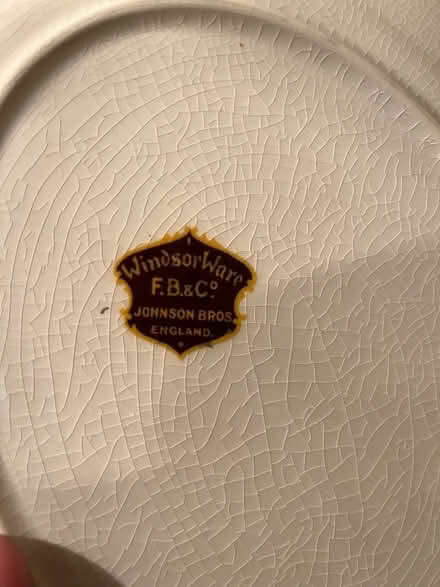 WindsorWare
F.B.&Cº
JOHNSON BROS.
ENGLAND.